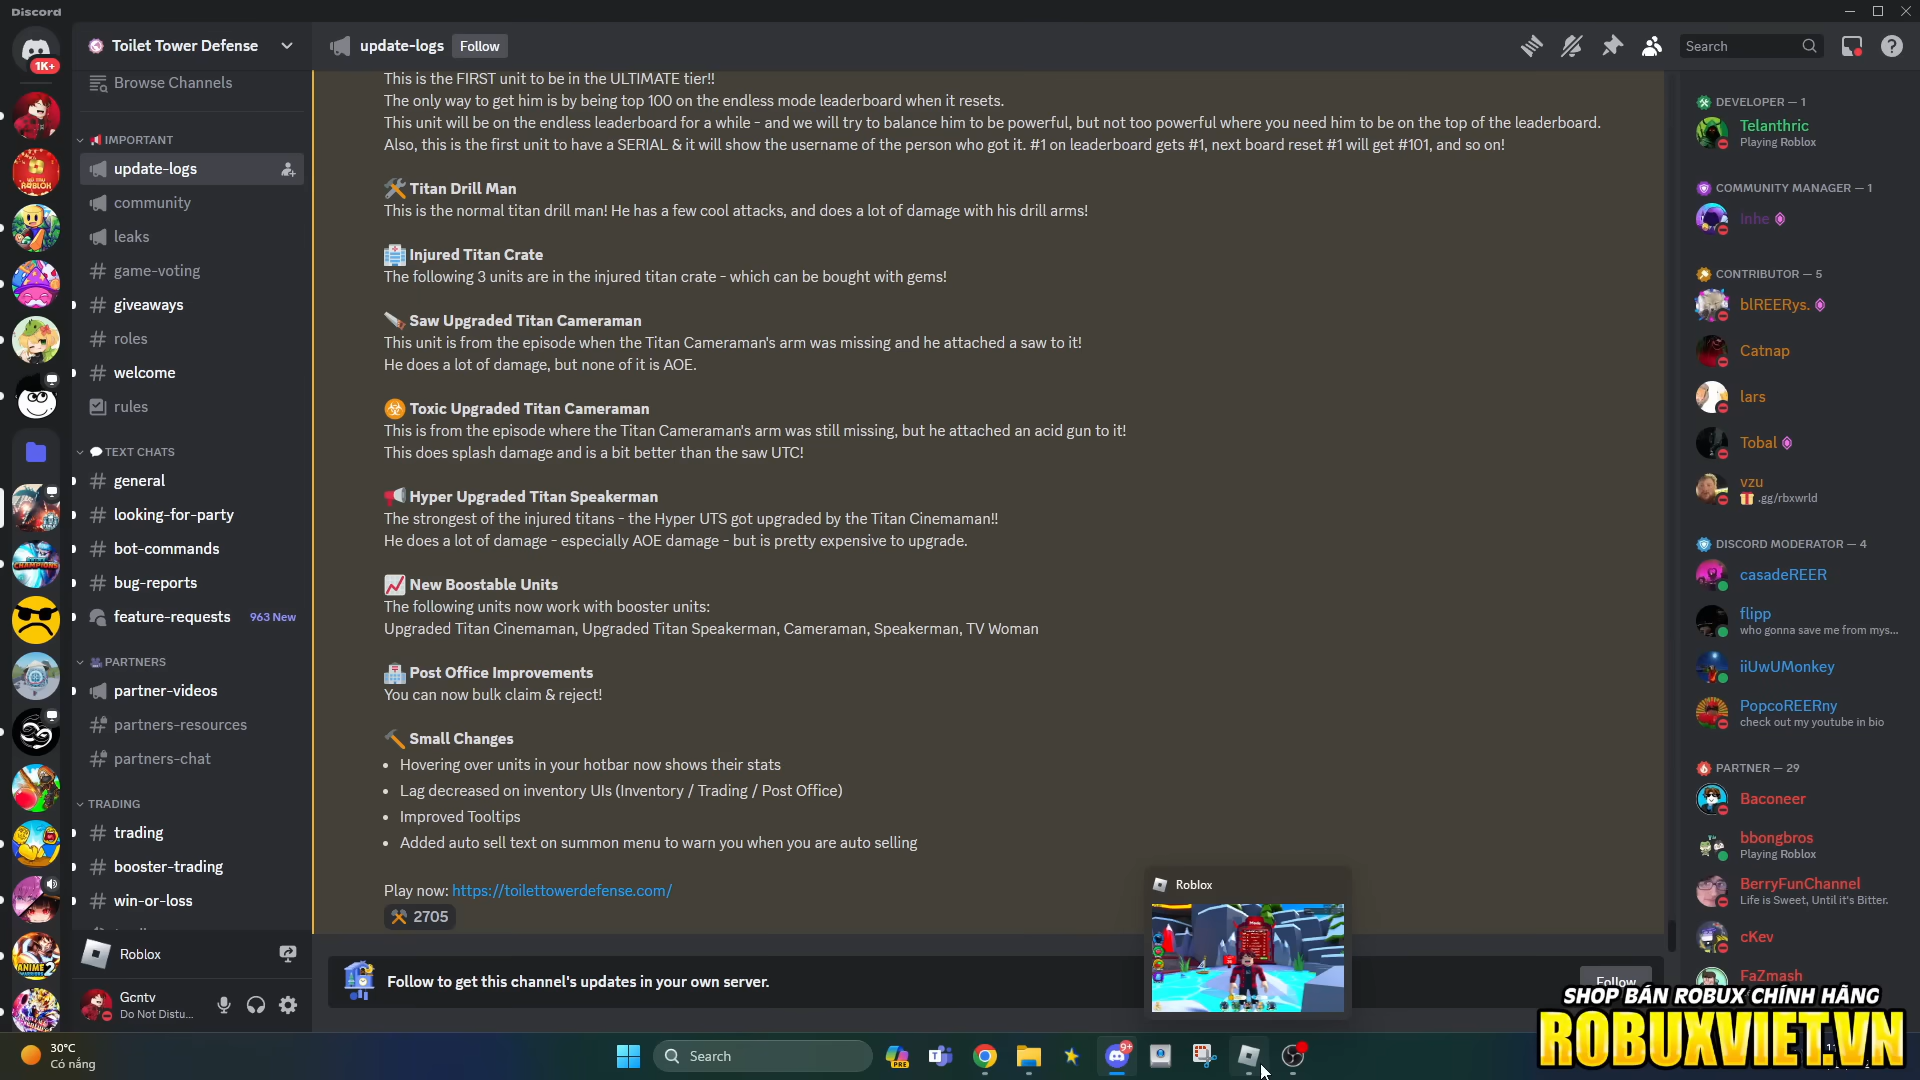 Discord
1K+
Toilet Tower Defense
Browse Channels
IMPORTANT
update-logs
community
leaks
game-voting
giveaways
roles
welcome
rules
TEXT CHATS
general
looking-for-party
bot-commands
bug-reports
feature-requests 963 New
PARTNERS
partner-videos
partners-resources
partners-chat
TRADING
trading
booster-trading
win-or-loss
Roblox
Gcntv
Do Not Distu...
update-logs Follow
Search
This is the FIRST unit to be in the ULTIMATE tier!!
The only way to get him is by being top 100 on the endless mode leaderboard when it resets.
This unit will be on the endless leaderboard for a while - and we will try to balance him to be powerful, but not too powerful where you need him to be on the top of the leaderboard.
Also, this is the first unit to have a SERIAL & it will show the username of the person who got it. #1 on leaderboard gets #1, next board reset #1 will get #101, and so on!
Titan Drill Man
This is the normal titan drill man! He has a few cool attacks, and does a lot of damage with his drill arms!
Injured Titan Crate
The following 3 units are in the injured titan crate - which can be bought with gems!
Saw Upgraded Titan Cameraman
This unit is from the episode when the Titan Cameraman's arm was missing and he attached a saw to it!
He does a lot of damage, but none of it is AOE.
Toxic Upgraded Titan Cameraman
This is from the episode where the Titan Cameraman's arm was still missing, but he attached an acid gun to it!
This does splash damage and is a bit better than the saw UTC!
Hyper Upgraded Titan Speakerman
The strongest of the injured titans - the Hyper UTS got upgraded by the Titan Cinemaman!!
He does a lot of damage - especially AOE damage - but is pretty expensive to upgrade.
New Boostable Units
The following units now work with booster units:
Upgraded Titan Cinemaman, Upgraded Titan Speakerman, Cameraman, Speakerman, TV Woman
Post Office Improvements
You can now bulk claim & reject!
Small Changes
• Hovering over units in your hotbar now shows their stats
• Lag decreased on inventory UIs (Inventory / Trading / Post Office)
• Improved Tooltips
• Added auto sell text on summon menu to warn you when you are auto selling
Play now: https://toilettowerdefense.com/
2705
Roblox
Follow to get this channel's updates in your own server.
Follow
DEVELOPER — 1
Telanthric
Playing Roblox
COMMUNITY MANAGER — 1
Inhe
CONTRIBUTOR — 5
blREERys.
Catnap
lars
Tobal
vzu
.gg/rbxwrld
DISCORD MODERATOR — 4
casadeREER
flipp
who gonna save me from mys...
iiUwUMonkey
PopcoREERny
check out my youtube in bio
PARTNER — 29
Baconeer
bbongbros
Playing Roblox
BerryFunChannel
Life is Sweet, Until it's Bitter.
cKev
FaZmash
SHOP BÁN ROBUX CHÍNH HÃNG
ROBUXVIET.VN
30°C
Có nắng
Search
PRE
9+